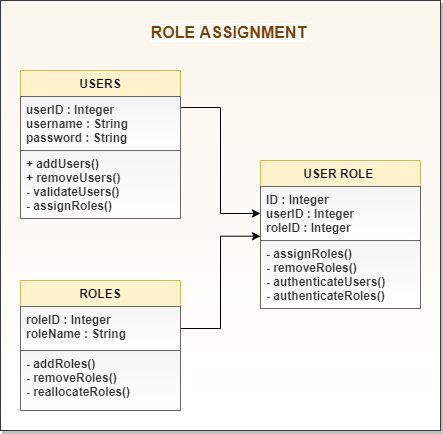 ROLE ASSIGNMENT
USERS
userID : Integer
username : String
password : String
+ addUsers()
+ removeUsers()
- validateUsers()
- assignRoles()
USER ROLE
ID : Integer
userID : Integer
roleID : Integer
- assignRoles()
- removeRoles()
- authenticateUsers()
- authenticateRoles()
ROLES
roleID : Integer
roleName : String
- addRoles()
- removeRoles()
- reallocateRoles()